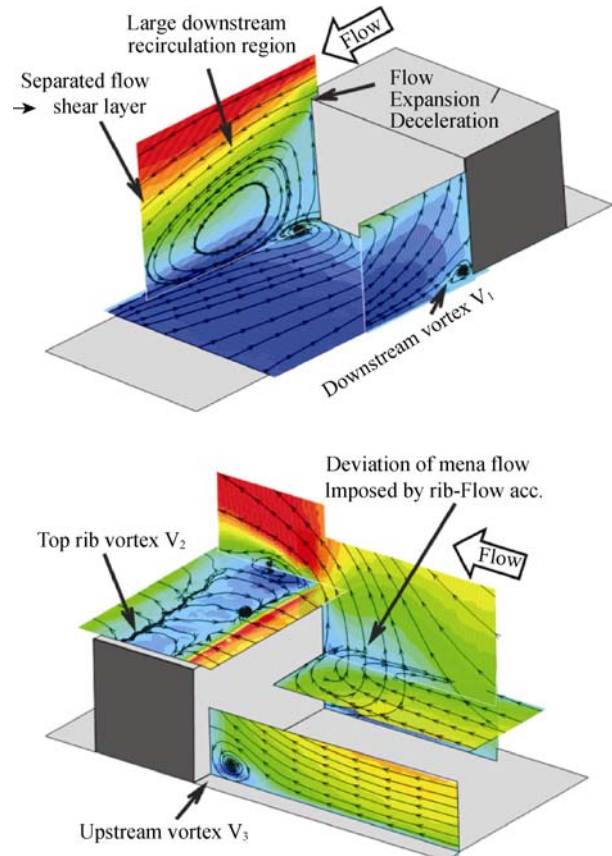 Large downstream
recirculation region
Flow
Separated flow
shear layer
Flow
Expansion
Deceleration
Downstream vortex V₁
Deviation of mena flow
Imposed by rib-Flow acc.
Top rib vortex V₂
Flow
Upstream vortex V₃